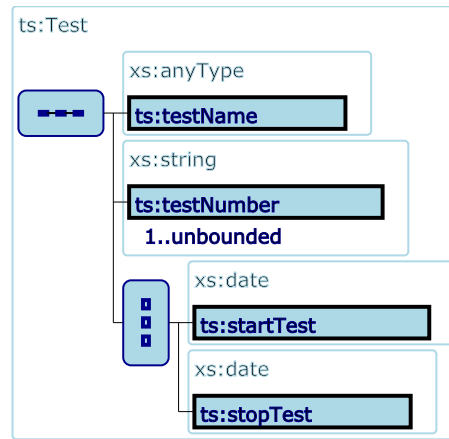 ts:Test
xs:anyType
ts:testName
xs:string
ts:testNumber
1..unbounded
xs:date
ts:startTest
xs:date
ts:stopTest